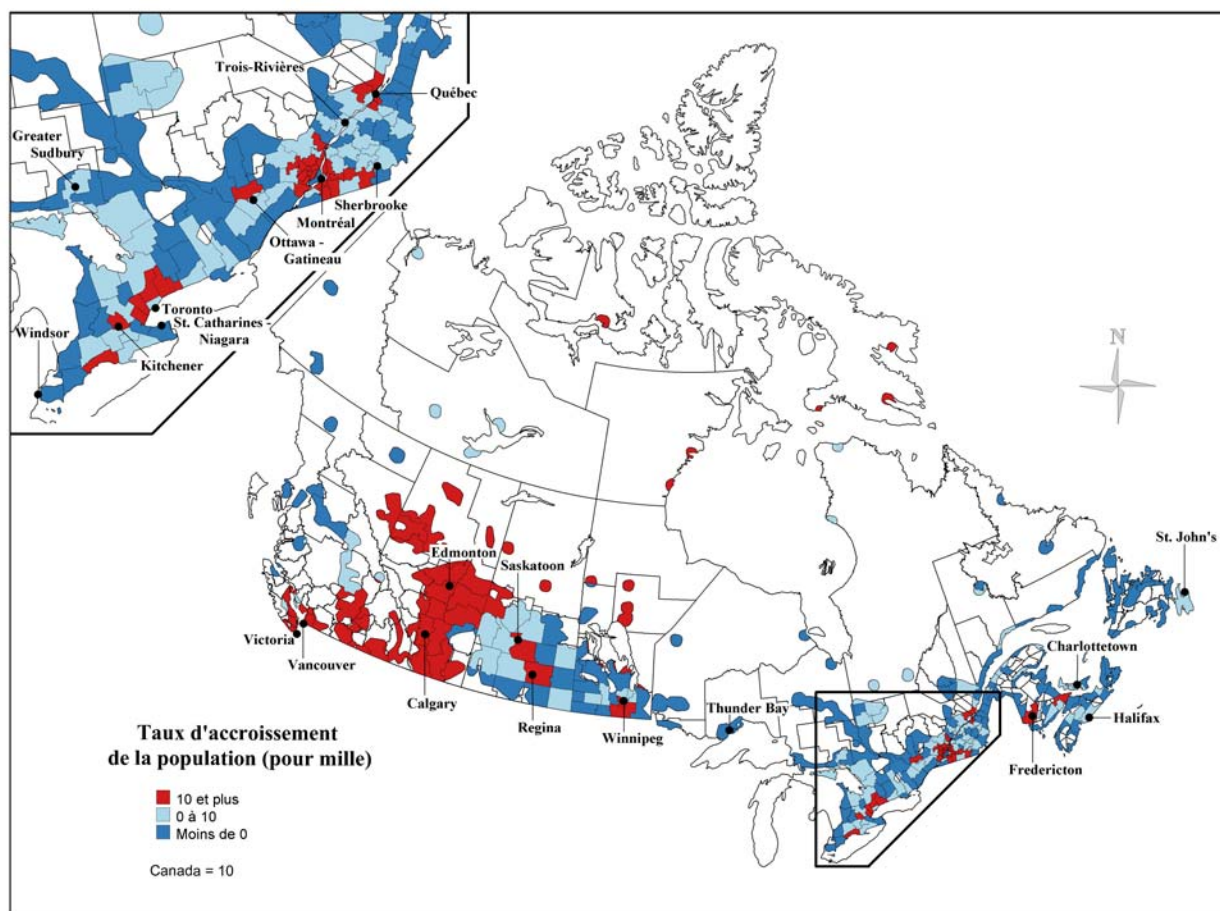 Trois-Rivières
Québec
Greater
Sudbury
Sherbrooke
Montréal
Ottawa -
Gatineau
Toronto
St. Catharines -
Niagara
Windsor
Kitchener
N
Edmonton
Saskatoon
St. John's
Victoria
Vancouver
Charlottetown
Calgary
Thunder Bay
Halifax
Regina
Winnipeg
Fredericton
Taux d'accroissement
de la population (pour mille)
10 et plus
0 à 10
Moins de 0
Canada = 10